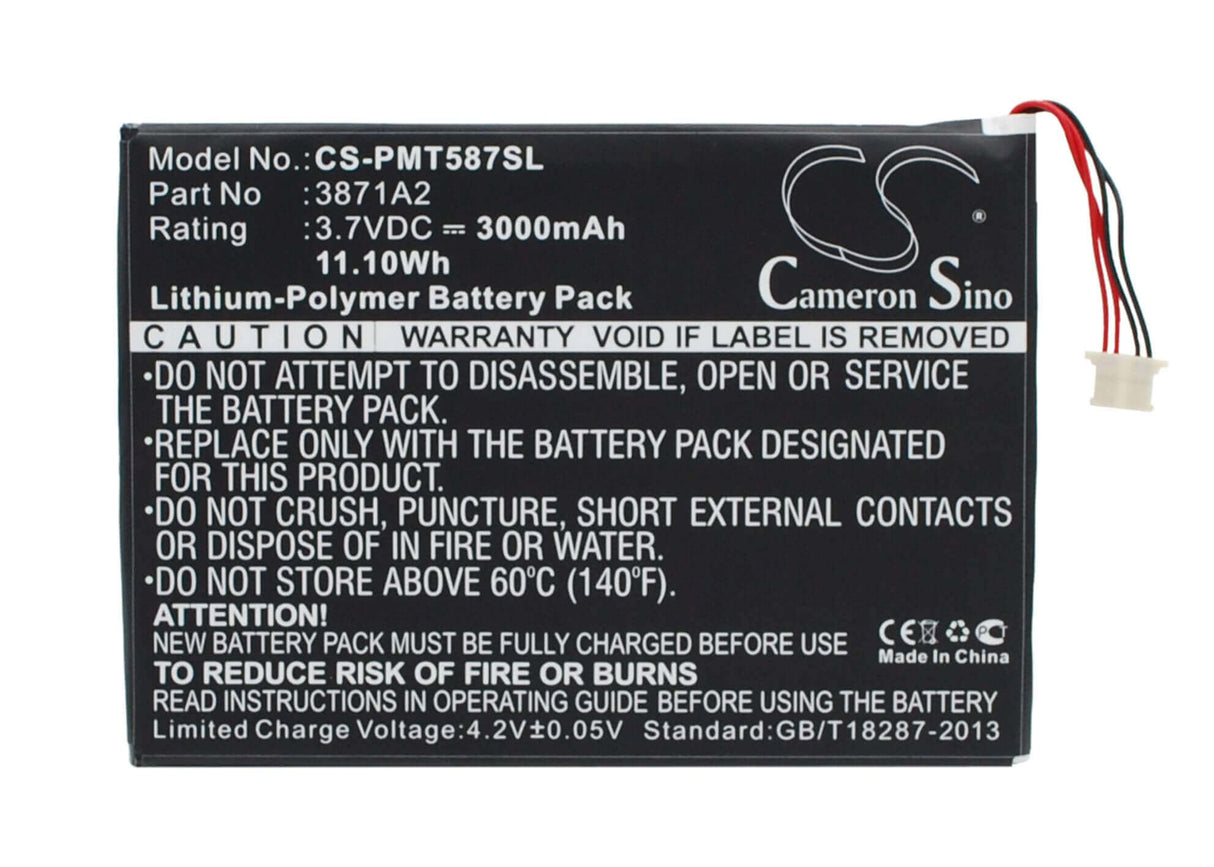 Model No.: CS-PMT587SL
Part No : 3871A2
Rating : 3.7VDC ⎓ 3000mAh
11.10Wh
Lithium-Polymer Battery Pack
CS ®
Cameron Sino
CAUTION WARRANTY VOID IF LABEL IS REMOVED
•DO NOT ATTEMPT TO DISASSEMBLE, OPEN OR SERVICE
THE BATTERY PACK.
•REPLACE ONLY WITH THE BATTERY PACK DESIGNATED
FOR THIS PRODUCT.
•DO NOT CRUSH, PUNCTURE, SHORT EXTERNAL CONTACTS
OR DISPOSE OF IN FIRE OR WATER.
•DO NOT STORE ABOVE 60⁰C (140⁰F).
ATTENTION!
NEW BATTERY PACK MUST BE FULLY CHARGED BEFORE USE
TO REDUCE RISK OF FIRE OR BURNS
READ INSTRUCTIONS IN OPERATING GUIDE BEFORE USING THE BATTERY
Limited Charge Voltage:4.2V±0.05V Standard:GB/T18287-2013
CE PCT
Made In China